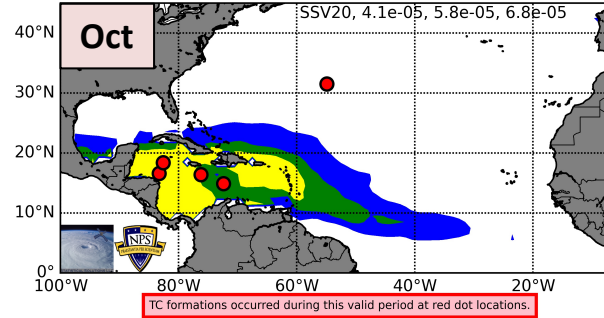 SSV20, 4.1e-05, 5.8e-05, 6.8e-05
Oct
40°N
30°N
20°N
10°N
0°
100°W
80°W
60°W
40°W
20°W
NPS
TC formations occurred during this valid period at red dot locations.